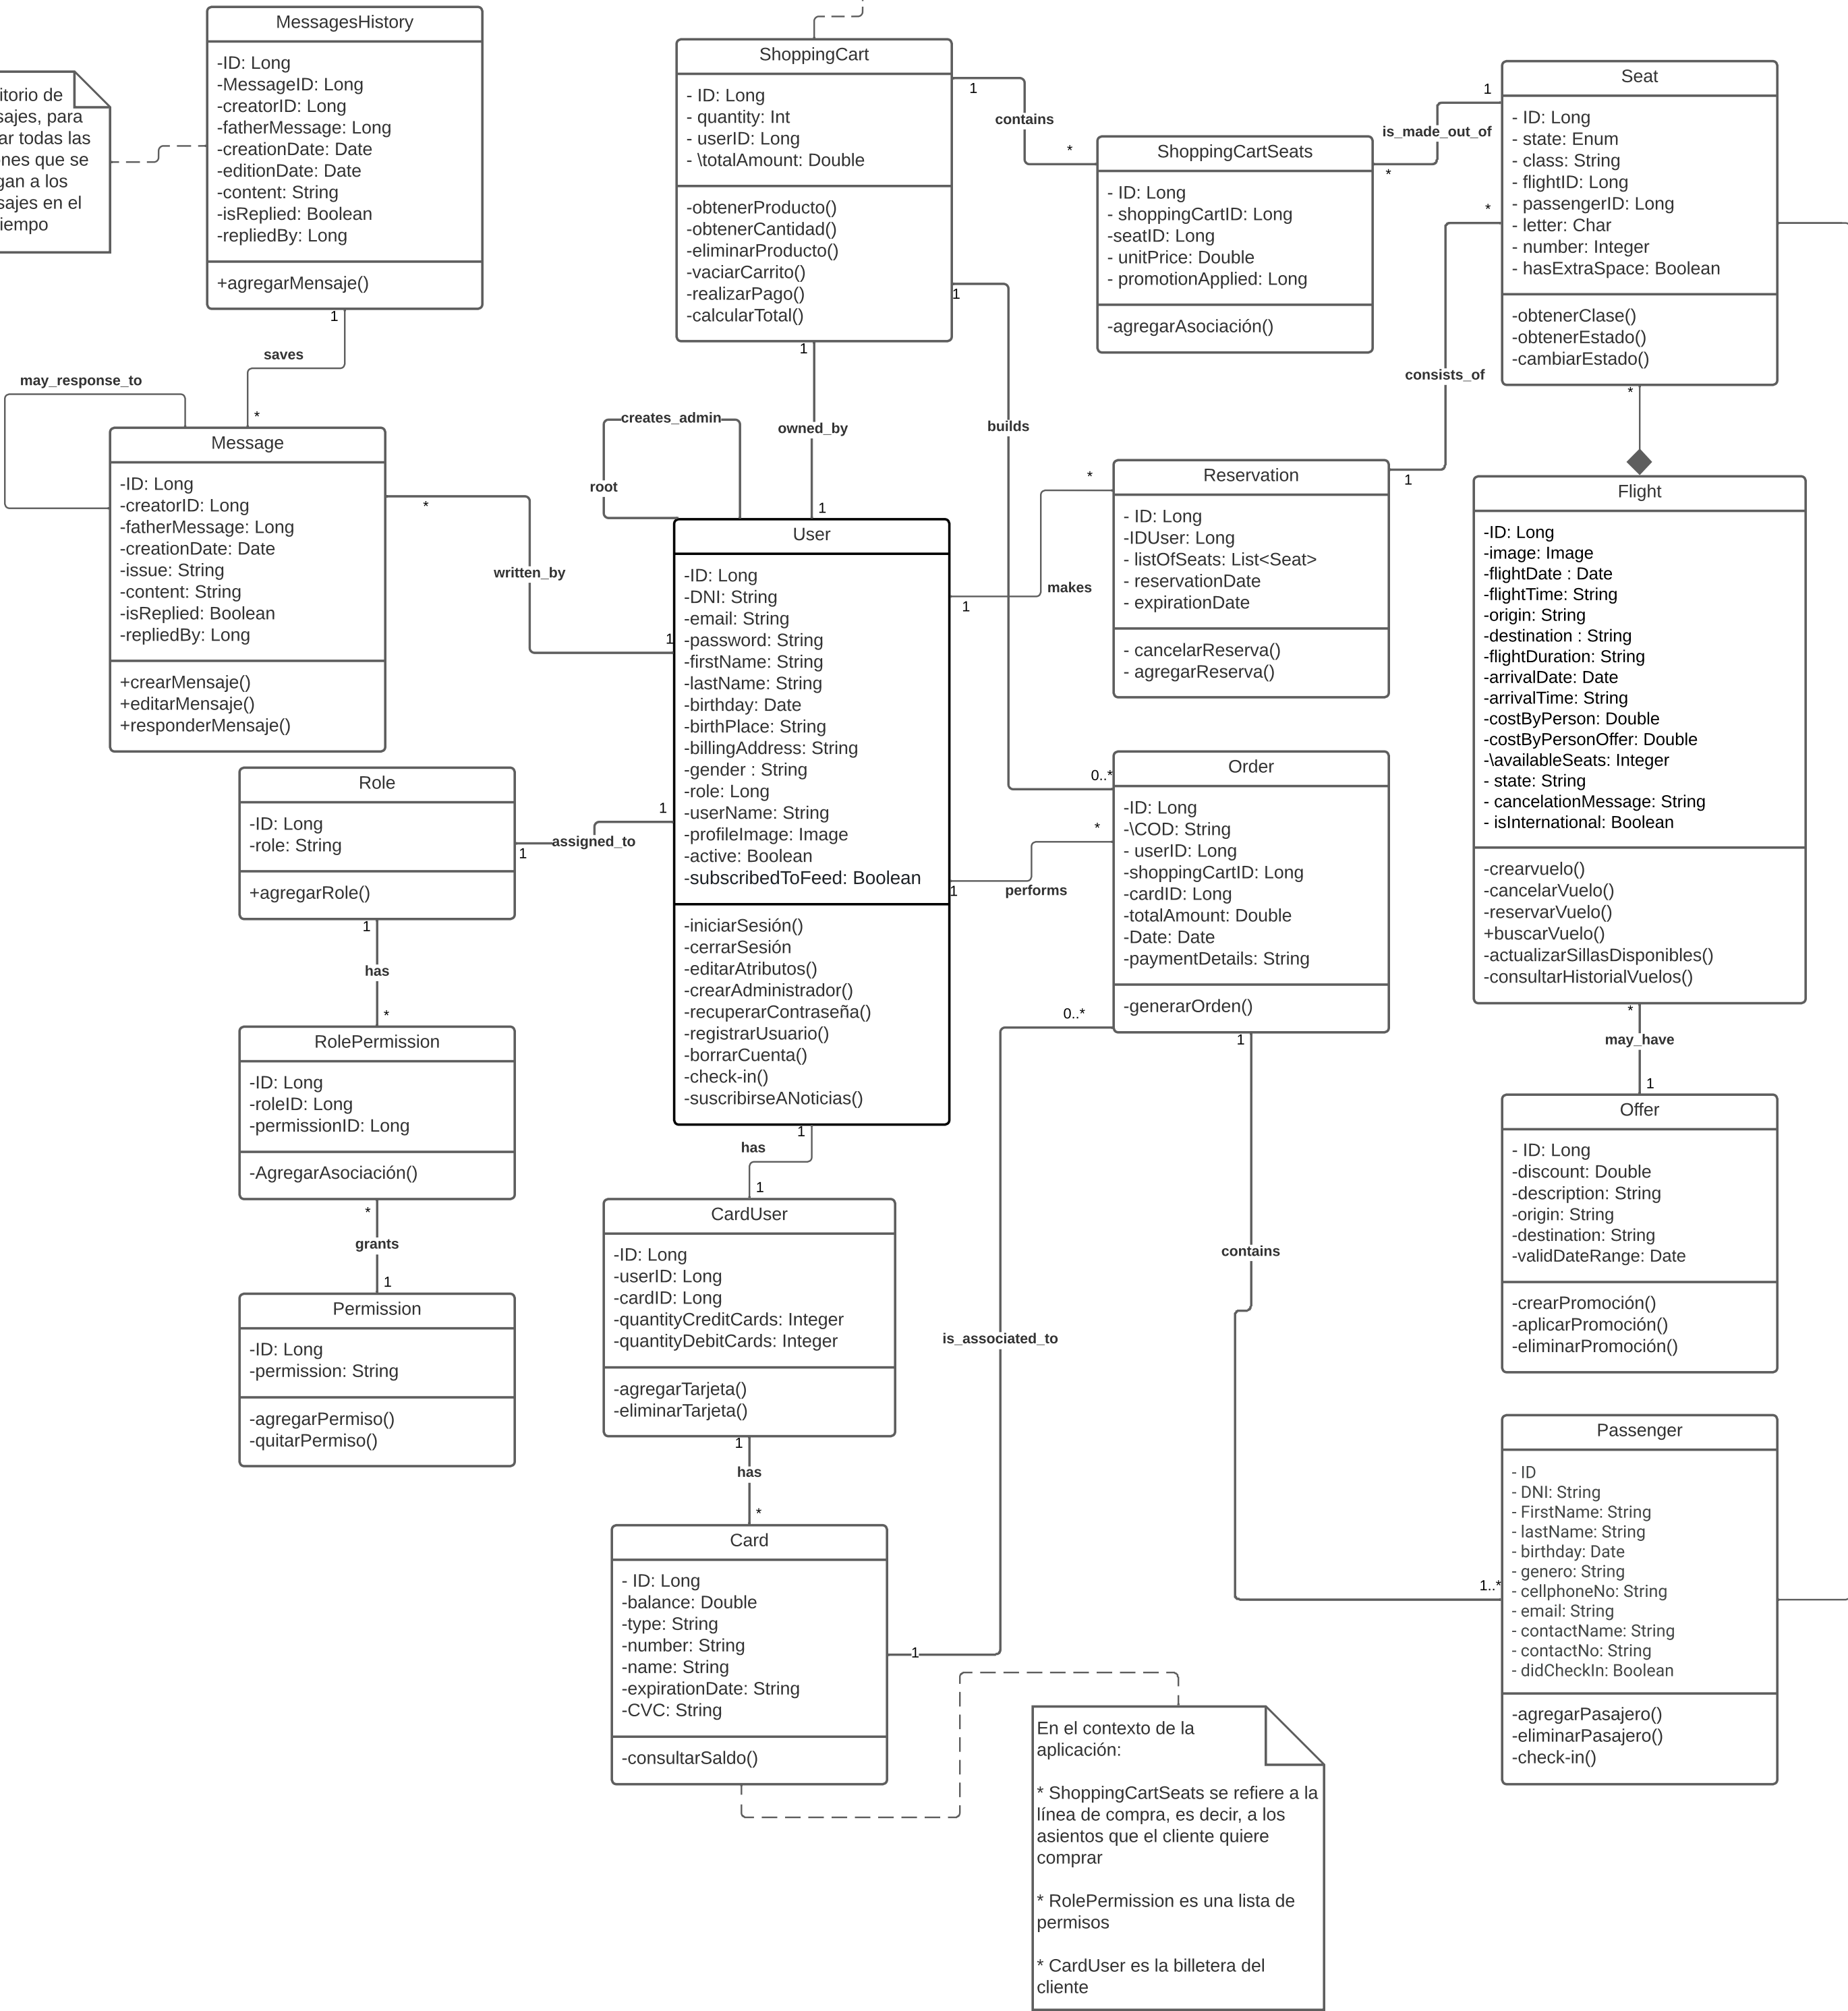 MessagesHistory
-ID: Long
-MessageID: Long
-creatorID: Long
-fatherMessage: Long
-creationDate: Date
-editionDate: Date
-content: String
-isReplied: Boolean
-repliedBy: Long
+agregarMensaje()
itorio de
sajes, para
ar todas las
ones que se
gan a los
sajes en el
iempo
1
saves
*
may_response_to
Message
-ID: Long
-creatorID: Long
-fatherMessage: Long
-creationDate: Date
-issue: String
-content: String
-isReplied: Boolean
-repliedBy: Long
+crearMensaje()
+editarMensaje()
+responderMensaje()
*
written_by
1
Role
-ID: Long
-role: String
+agregarRole()
1
assigned_to
1
1
has
*
RolePermission
-ID: Long
-roleID: Long
-permissionID: Long
-AgregarAsociación()
*
grants
1
Permission
-ID: Long
-permission: String
-agregarPermiso()
-quitarPermiso()
ShoppingCart
- ID: Long
- quantity: Int
- userID: Long
- \totalAmount: Double
-obtenerProducto()
-obtenerCantidad()
-eliminarProducto()
-vaciarCarrito()
-realizarPago()
-calcularTotal()
1
owned_by
1
creates_admin
root
User
-ID: Long
-DNI: String
-email: String
-password: String
-firstName: String
-lastName: String
-birthday: Date
-birthPlace: String
-billingAddress: String
-gender : String
-role: Long
-userName: String
-profileImage: Image
-active: Boolean
-subscribedToFeed: Boolean
-iniciarSesión()
-cerrarSesión
-editarAtributos()
-crearAdministrador()
-recuperarContraseña()
-registrarUsuario()
-borrarCuenta()
-check-in()
-suscribirseANoticias()
1
has
1
CardUser
-ID: Long
-userID: Long
-cardID: Long
-quantityCreditCards: Integer
-quantityDebitCards: Integer
-agregarTarjeta()
-eliminarTarjeta()
1
has
*
Card
- ID: Long
-balance: Double
-type: String
-number: String
-name: String
-expirationDate: String
-CVC: String
-consultarSaldo()
1
contains
*
ShoppingCartSeats
- ID: Long
- shoppingCartID: Long
-seatID: Long
- unitPrice: Double
- promotionApplied: Long
-agregarAsociación()
1
is_made_out_of
*
1
builds
0..*
*
makes
1
Reservation
- ID: Long
-IDUser: Long
- listOfSeats: List<Seat>
- reservationDate
- expirationDate
- cancelarReserva()
- agregarReserva()
*
consists_of
1
Order
-ID: Long
-\COD: String
- userID: Long
-shoppingCartID: Long
-cardID: Long
-totalAmount: Double
-Date: Date
-paymentDetails: String
-generarOrden()
*
performs
1
0..*
is_associated_to
1
1
contains
1..*
Seat
- ID: Long
- state: Enum
- class: String
- flightID: Long
- passengerID: Long
- letter: Char
- number: Integer
- hasExtraSpace: Boolean
-obtenerClase()
-obtenerEstado()
-cambiarEstado()
*
Flight
-ID: Long
-image: Image
-flightDate : Date
-flightTime: String
-origin: String
-destination : String
-flightDuration: String
-arrivalDate: Date
-arrivalTime: String
-costByPerson: Double
-costByPersonOffer: Double
-\availableSeats: Integer
- state: String
- cancelationMessage: String
- isInternational: Boolean
-crearvuelo()
-cancelarVuelo()
-reservarVuelo()
+buscarVuelo()
-actualizarSillasDisponibles()
-consultarHistorialVuelos()
*
may_have
1
Offer
- ID: Long
-discount: Double
-description: String
-origin: String
-destination: String
-validDateRange: Date
-crearPromoción()
-aplicarPromoción()
-eliminarPromoción()
Passenger
- ID
- DNI: String
- FirstName: String
- lastName: String
- birthday: Date
- genero: String
- cellphoneNo: String
- email: String
- contactName: String
- contactNo: String
- didCheckIn: Boolean
-agregarPasajero()
-eliminarPasajero()
-check-in()
En el contexto de la
aplicación:
* ShoppingCartSeats se refiere a la
línea de compra, es decir, a los
asientos que el cliente quiere
comprar
* RolePermission es una lista de
permisos
* CardUser es la billetera del
cliente